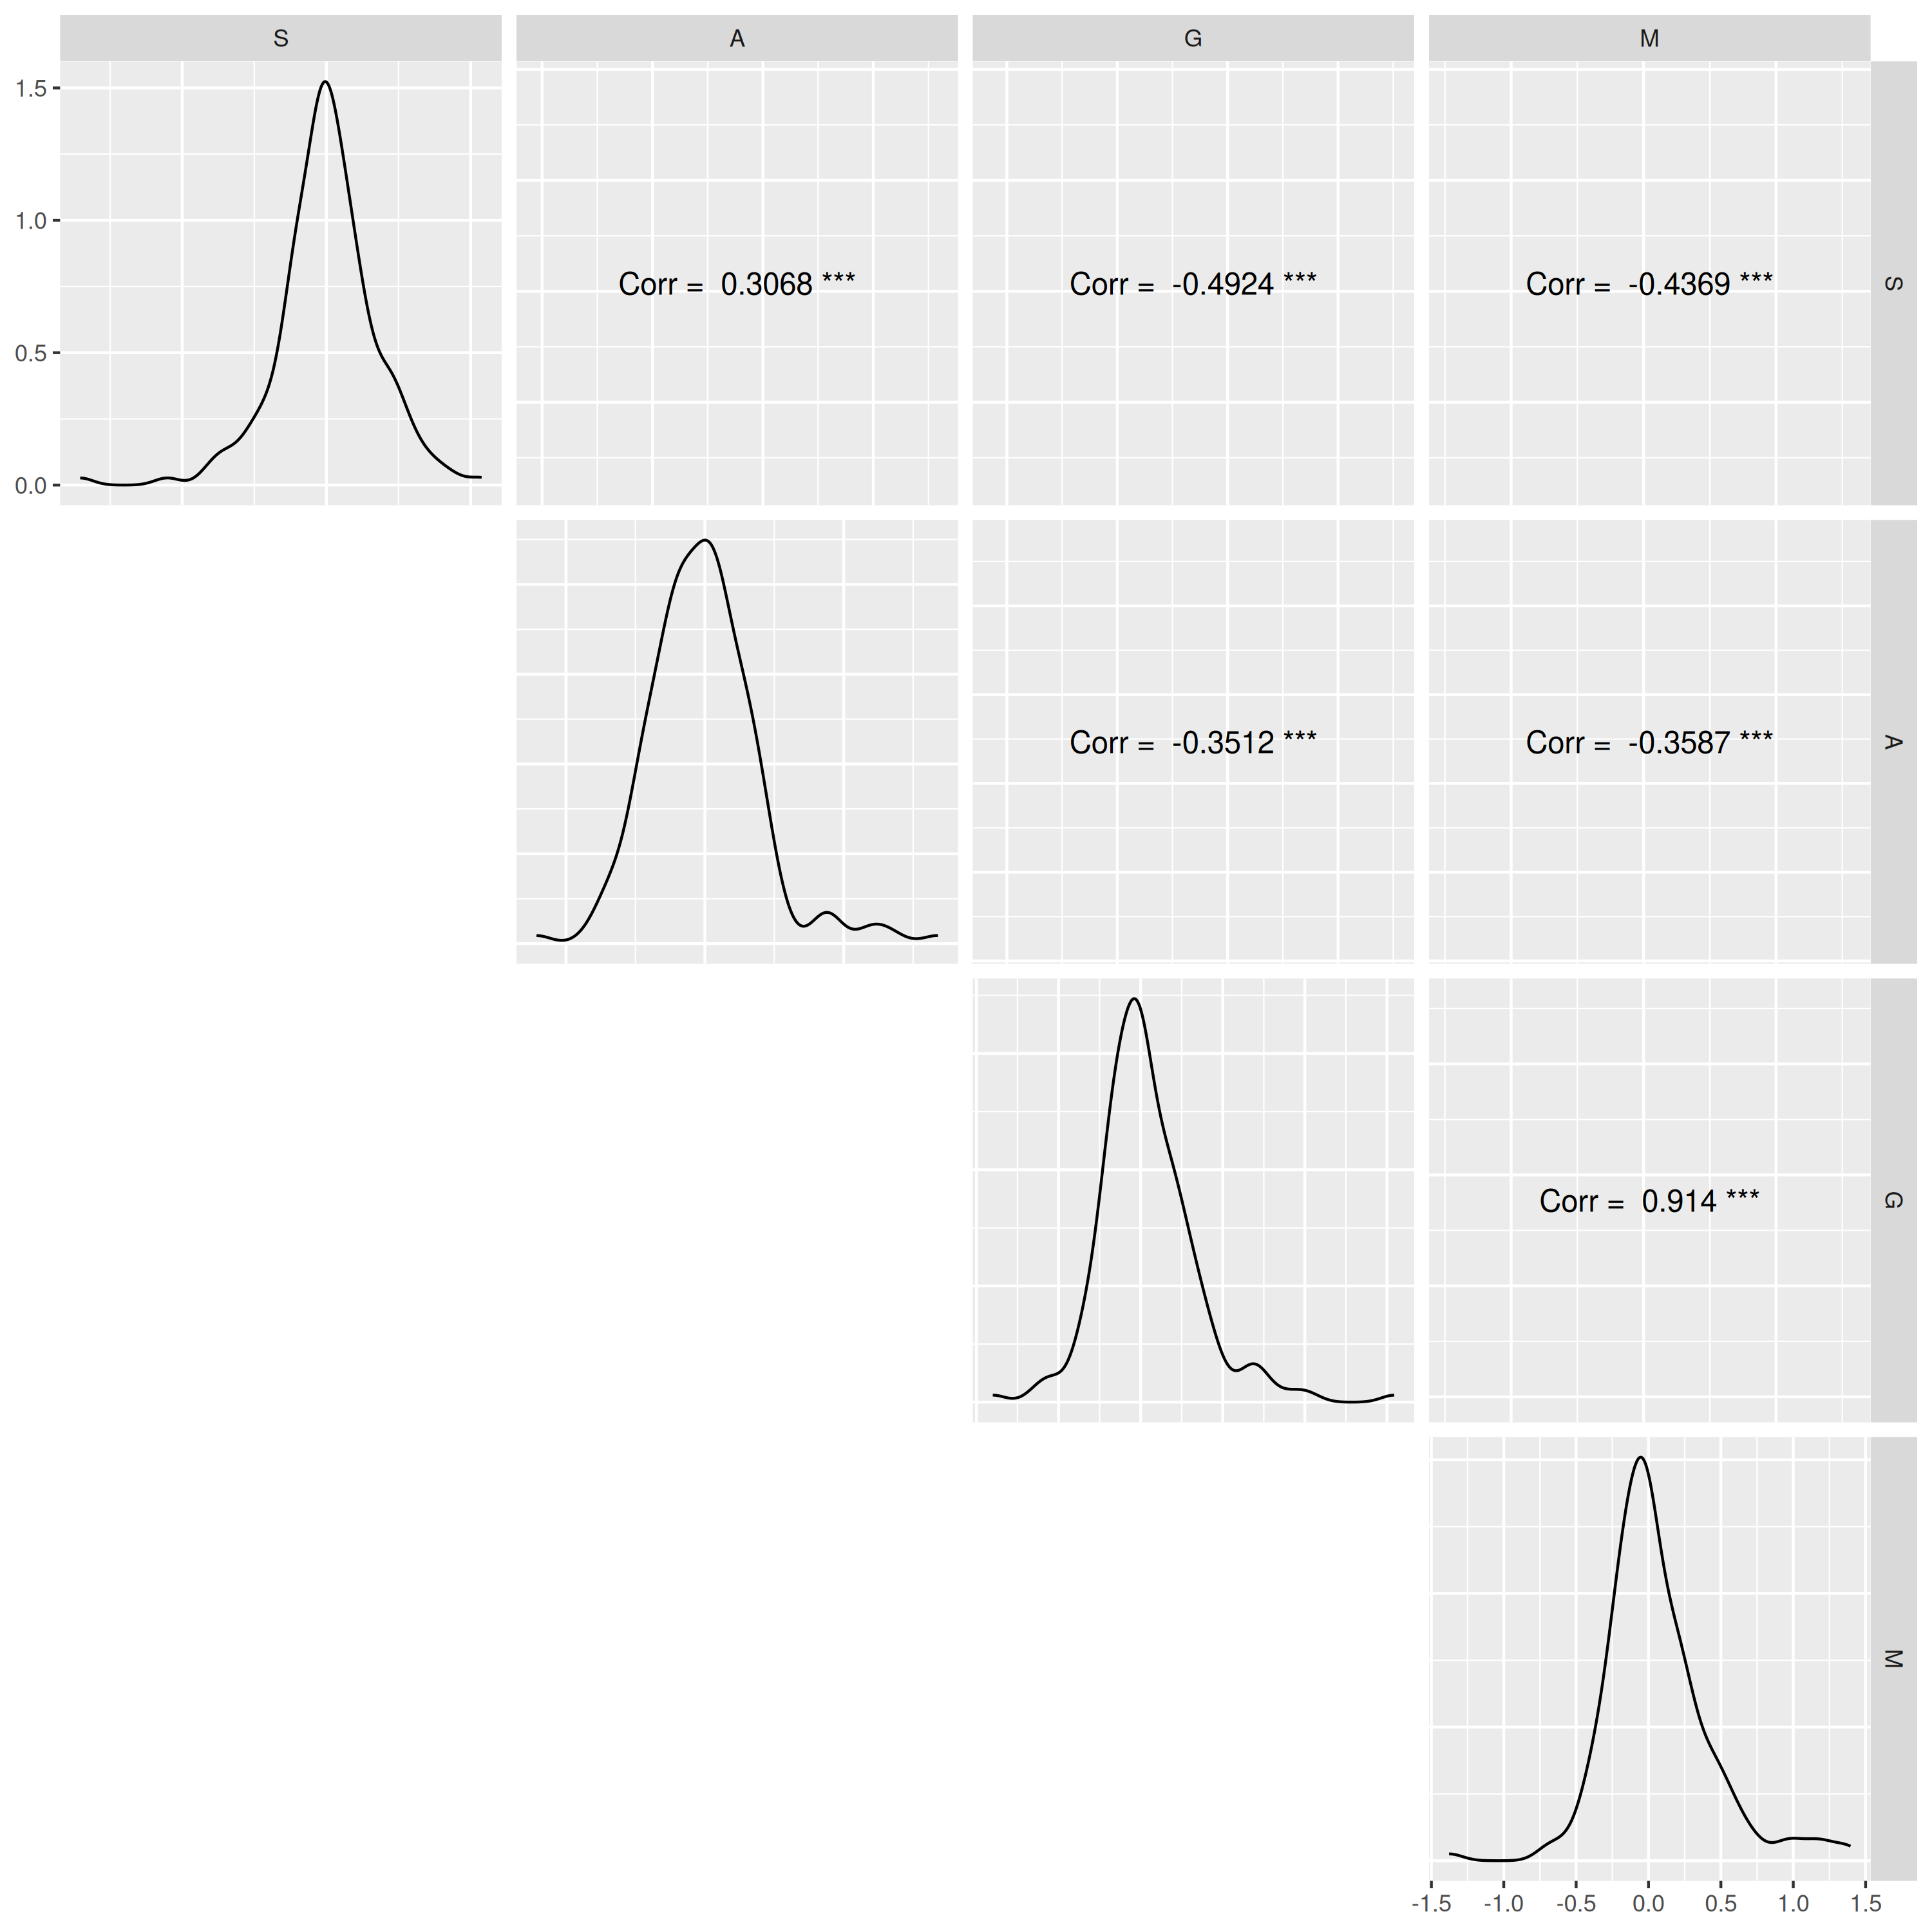 S A G M
1.5
1.0
Corr = 0.3068 ***
Corr = -0.4924 ***
Corr = -0.4369 ***
S
0.5
0.0
Corr = -0.3512 ***
Corr = -0.3587 ***
A
Corr = 0.914 ***
G
M
-1.5 -1.0 -0.5 0.0 0.5 1.0 1.5